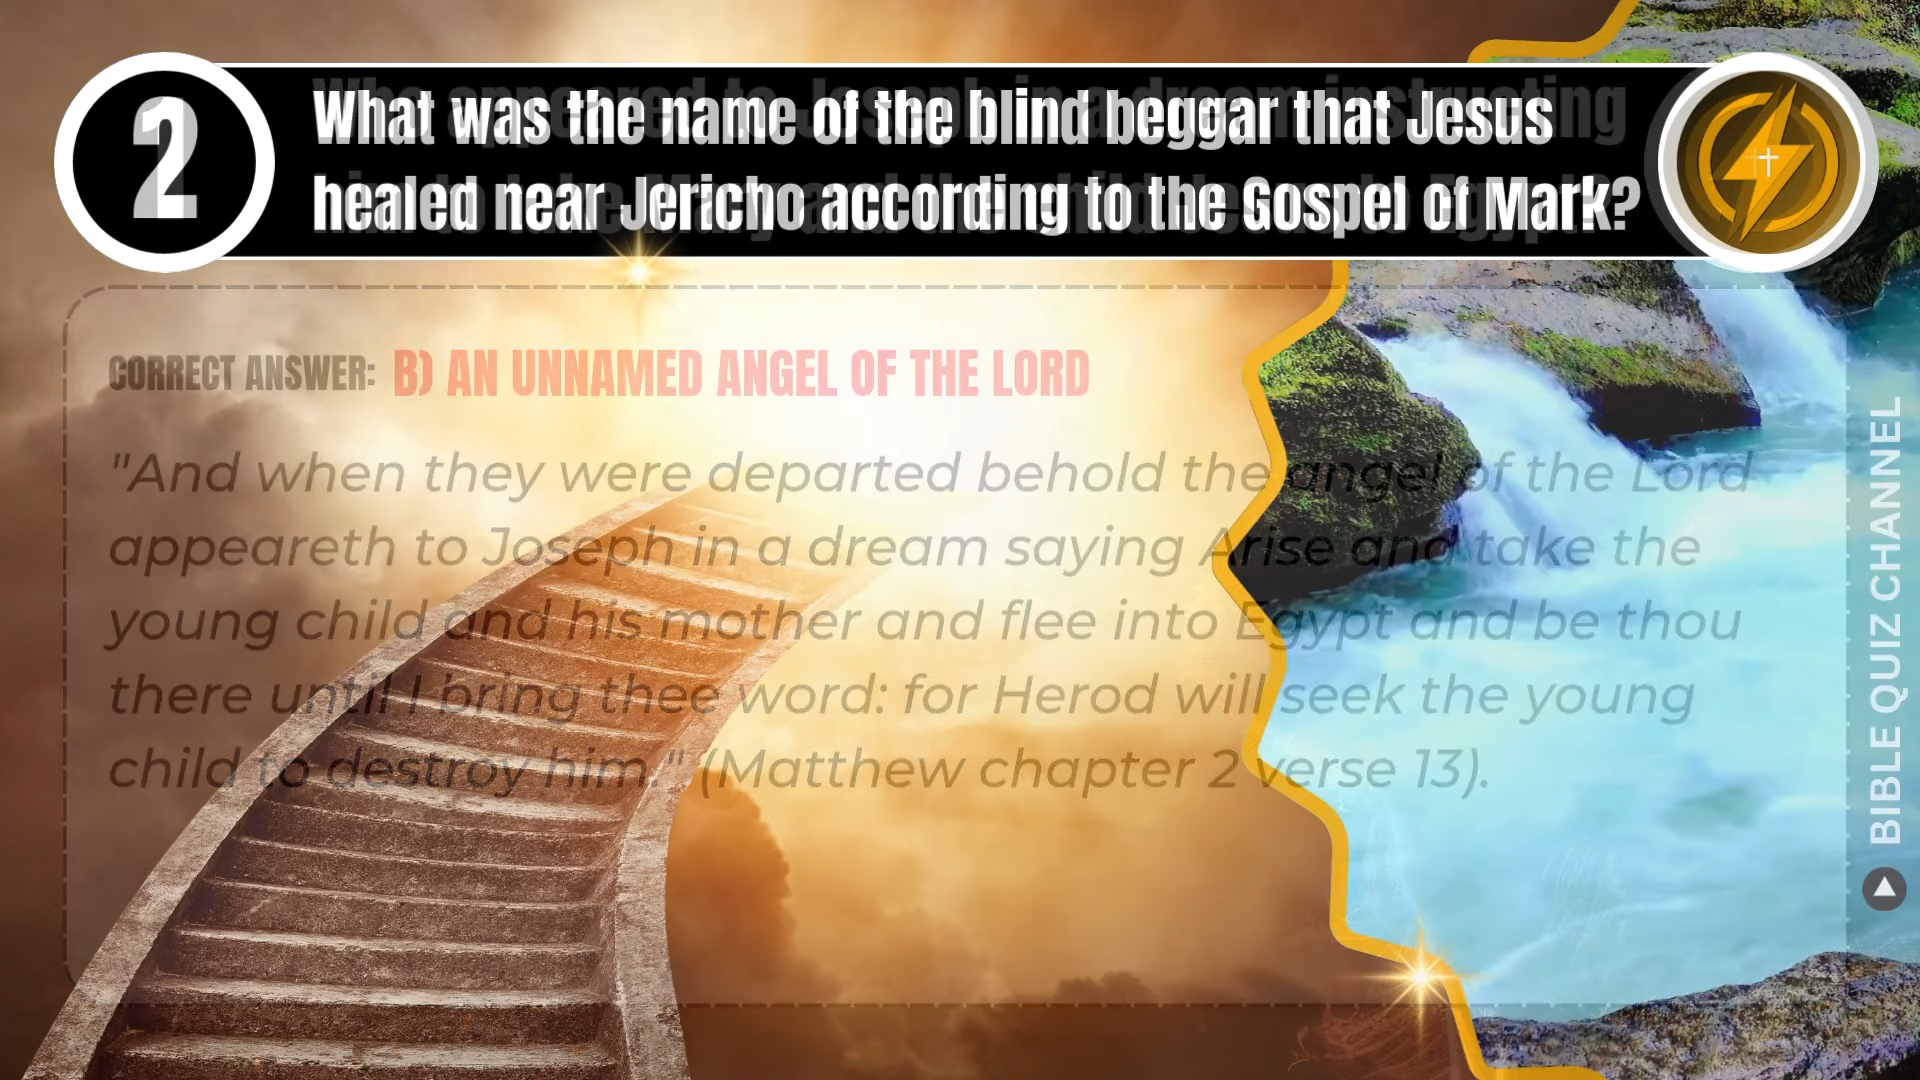 2
What was the name of the blind beggar that Jesus
healed near Jericho according to the Gospel of Mark?
CORRECT ANSWER: B) AN UNNAMED ANGEL OF THE LORD
"And when they were departed behold the angel of the Lord
appeareth to Joseph in a dream saying Arise and take the
young child and his mother and flee into Egypt and be thou
there until I bring thee word: for Herod will seek the young
child to destroy him." (Matthew chapter 2 verse 13).
BIBLE QUIZ CHANNEL